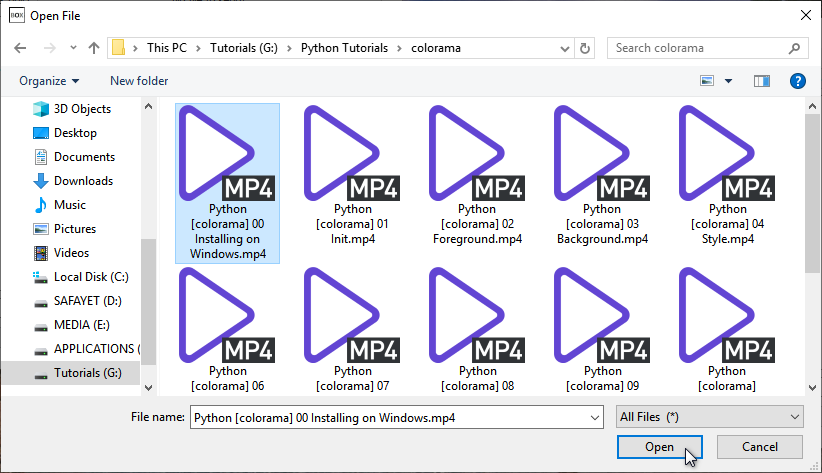 BOX Open File
This PC > Tutorials (G:) > Python Tutorials > colorama
Search colorama
Organize
New folder
?
3D Objects
Desktop
Documents
Downloads
Music
Pictures
Videos
Local Disk (C:)
SAFAYET (D:)
MEDIA (E:)
APPLICATIONS (
Tutorials (G:)
MP4
Python
[colorama] 00
Installing on
Windows.mp4
MP4
Python
[colorama] 01
Init.mp4
MP4
Python
[colorama] 02
Foreground.mp4
MP4
Python
[colorama] 03
Background.mp4
MP4
Python
[colorama] 04
Style.mp4
MP4
Python
[colorama] 06
MP4
Python
[colorama] 07
MP4
Python
[colorama] 08
MP4
Python
[colorama] 09
MP4
Python
[colorama]
File name: Python [colorama] 00 Installing on Windows.mp4
All Files (*)
Open
Cancel